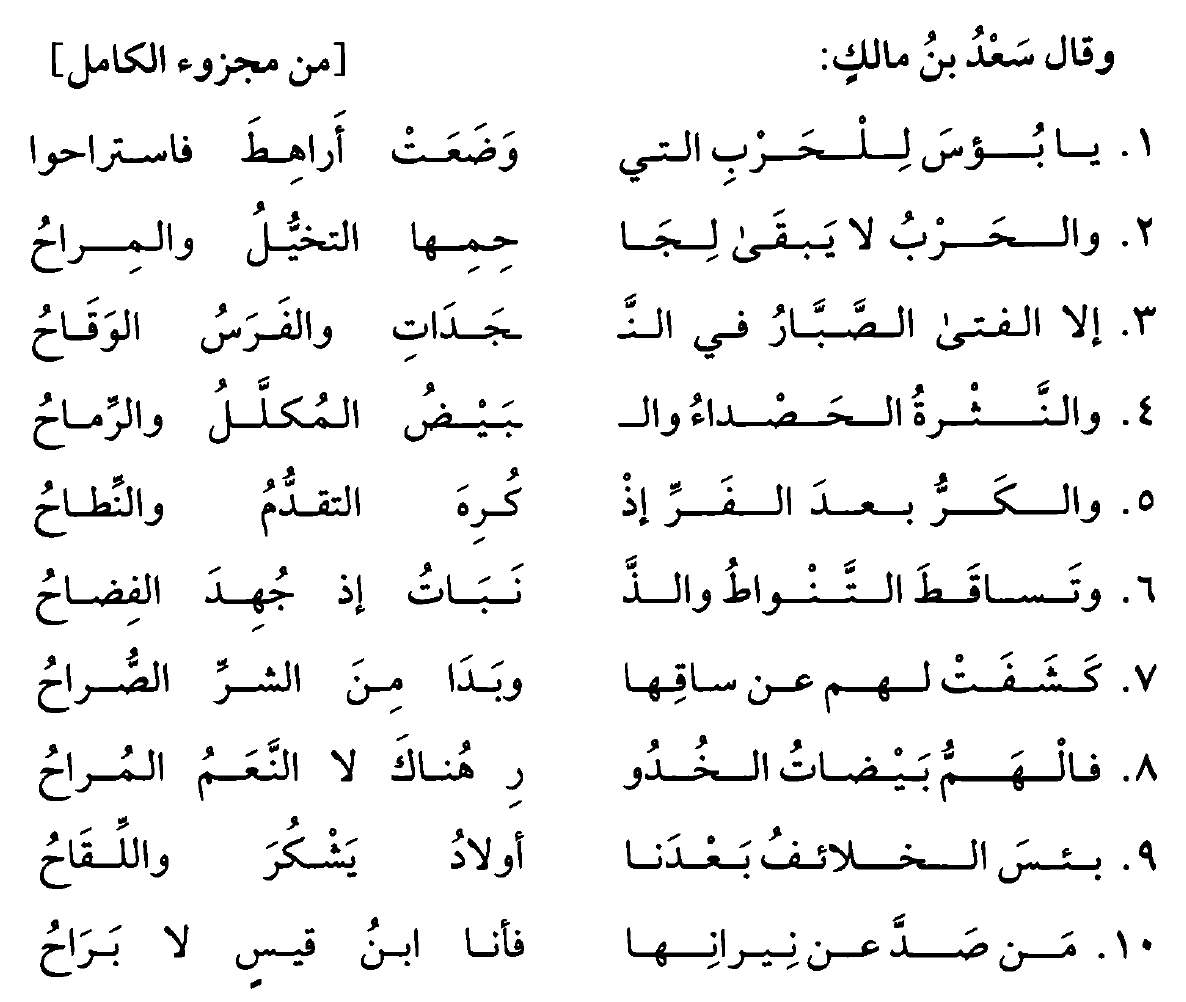 وقال سَعْدُ بنُ مالكٍ: [من مجزوء الكامل]
١. يا بُؤسَ لِلْحَرْبِ التي وَضَعَتْ أَراهِطَ فاستراحوا
٢. والحَرْبُ لا يَبقَىٰ لِجَا حِمِها التخيُّلُ والمِراحُ
٣. إلا الفتىٰ الصَّبَّارُ في النَّـ ـجَدَاتِ والفَرَسُ الوَقَاحُ
٤. والنَّثْرةُ الحَصْداءُ والـ ـبَيْضُ المُكلَّلُ والرِّماحُ
٥. والكَرُّ بعدَ الفَرِّ إذْ كُرِهَ التقدُّمُ والنِّطاحُ
٦. وتَساقَطَ التَّنْواطُ والذَّ نَبَاتُ إذ جُهِدَ الفِضاحُ
٧. كَشَفَتْ لهم عن ساقِها وبَدَا مِنَ الشرِّ الصُّراحُ
٨. فالْهَمُّ بَيْضاتُ الخُدُو رِ هُناكَ لا النَّعَمُ المُراحُ
٩. بئسَ الخلائفُ بَعْدَنا أولادُ يَشْكُرَ واللِّقَاحُ
١٠. مَن صَدَّ عن نِيرانِها فأنا ابنُ قيسٍ لا بَرَاحُ